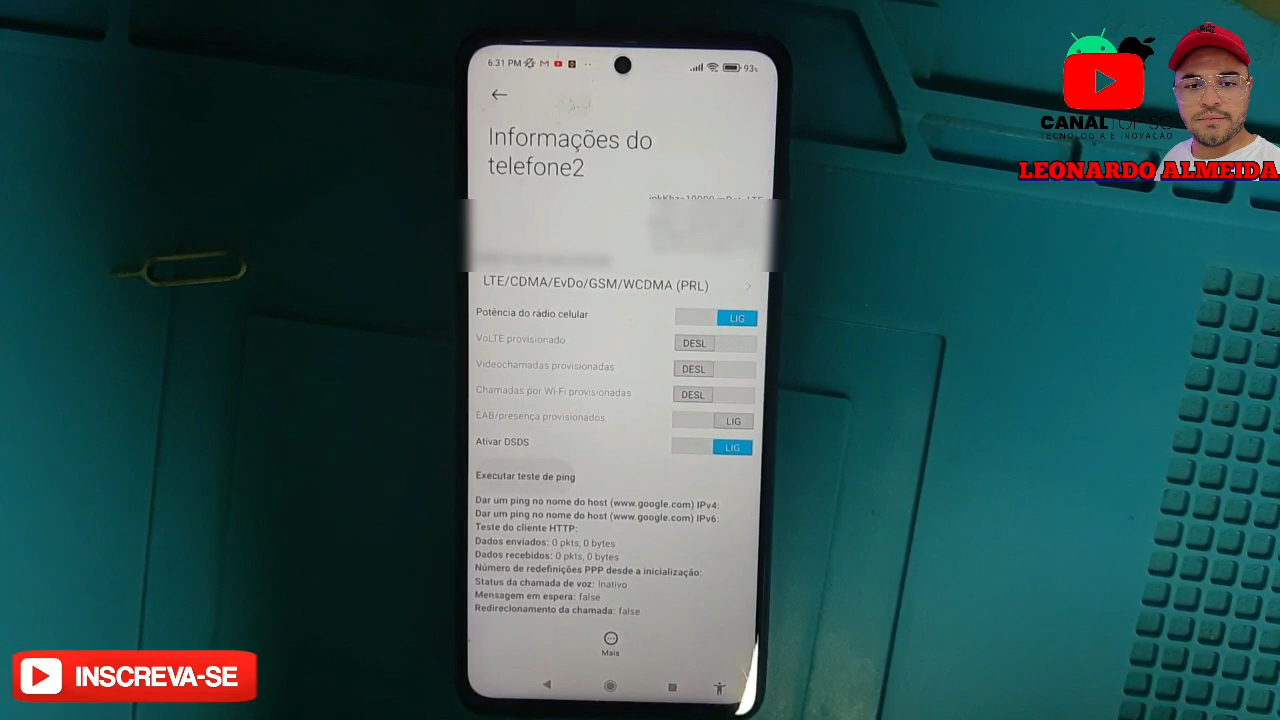 6:31 PM
93%
Informações do
telefone2
LTE/CDMA/EvDo/GSM/WCDMA (PRL)
Potência do rádio celular LIG
VoLTE provisionado DESL
Videochamadas provisionadas DESL
Chamadas por Wi-Fi provisionadas DESL
EAB/presença provisionados LIG
Ativar DSDS LIG
Executar teste de ping
Dar um ping no nome do host (www.google.com) IPv4:
Dar um ping no nome do host (www.google.com) IPv6:
Teste do cliente HTTP:
Dados enviados: 0 pkts, 0 bytes
Dados recebidos: 0 pkts, 0 bytes
Número de redefinições PPP desde a inicialização:
Status da chamada de voz: Inativo
Mensagem em espera: false
Redirecionamento da chamada: false
Mais
CANAL TOP SC
TECNOLOGIA E INOVAÇÃO
LEONARDO ALMEIDA
INSCREVA-SE